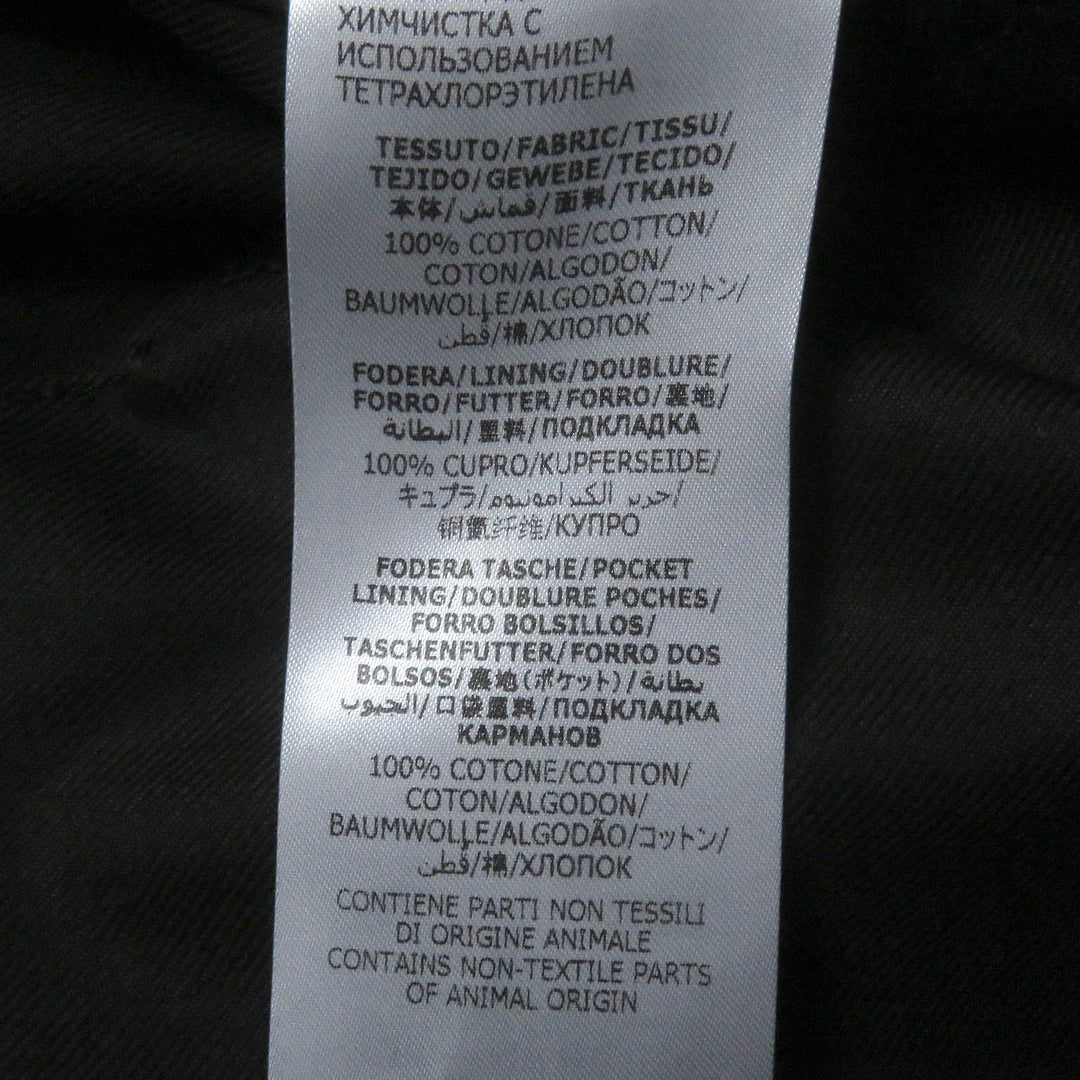 ХИМЧИСТКА С
ИСПОЛЬЗОВАНИЕМ
ТЕТРАХЛОРЭТИЛЕНА
TESSUTO/FABRIC/TISSU/
TEJIDO/GEWEBE/TECIDO/
本体/قماش/面料/ТКАНЬ
100% COTONE/COTTON/
COTON/ALGODON/
BAUMWOLLE/ALGODÃO/コットン/
قُطن/棉/ХЛОПОК
FODERA/LINING/DOUBLURE/
FORRO/FUTTER/FORRO/裏地/
البطانة/里料/ПОДКЛАДКА
100% CUPRO/KUPFERSEIDE/
キュプラ/حرير الكبرامونيوم/
铜氨纤维/КУПРО
FODERA TASCHE/POCKET
LINING/DOUBLURE POCHES/
FORRO BOLSILLOS/
TASCHENFUTTER/FORRO DOS
BOLSOS/裏地(ポケット)/بطانة
الجيوب/口袋里料/ПОДКЛАДКА
КАРМАНОВ
100% COTONE/COTTON/
COTON/ALGODON/
BAUMWOLLE/ALGODÃO/コットン/
قُطن/棉/ХЛОПОК
CONTIENE PARTI NON TESSILI
DI ORIGINE ANIMALE
CONTAINS NON-TEXTILE PARTS
OF ANIMAL ORIGIN